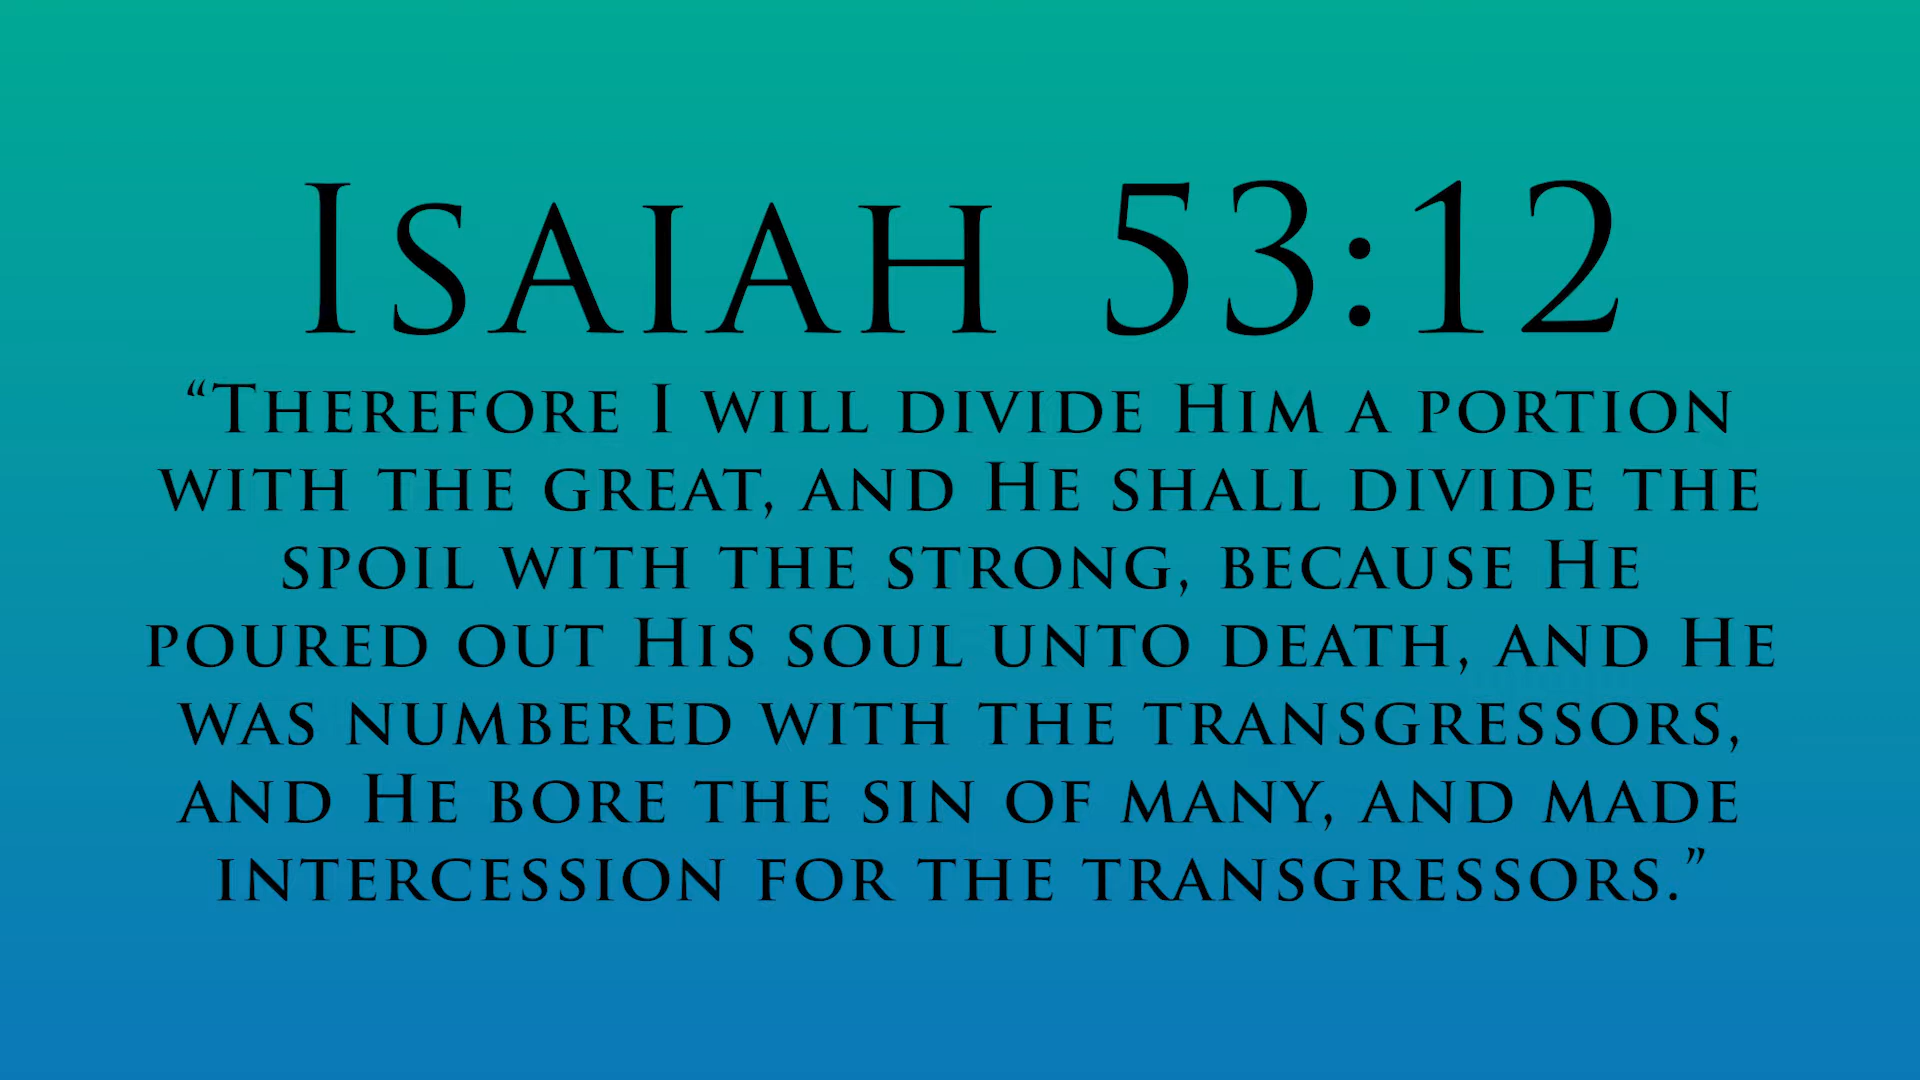 Isaiah 53:12
“Therefore I will divide Him a portion
with the great, and He shall divide the
spoil with the strong, because He
poured out His soul unto death, and He
was numbered with the transgressors,
and He bore the sin of many, and made
intercession for the transgressors.”